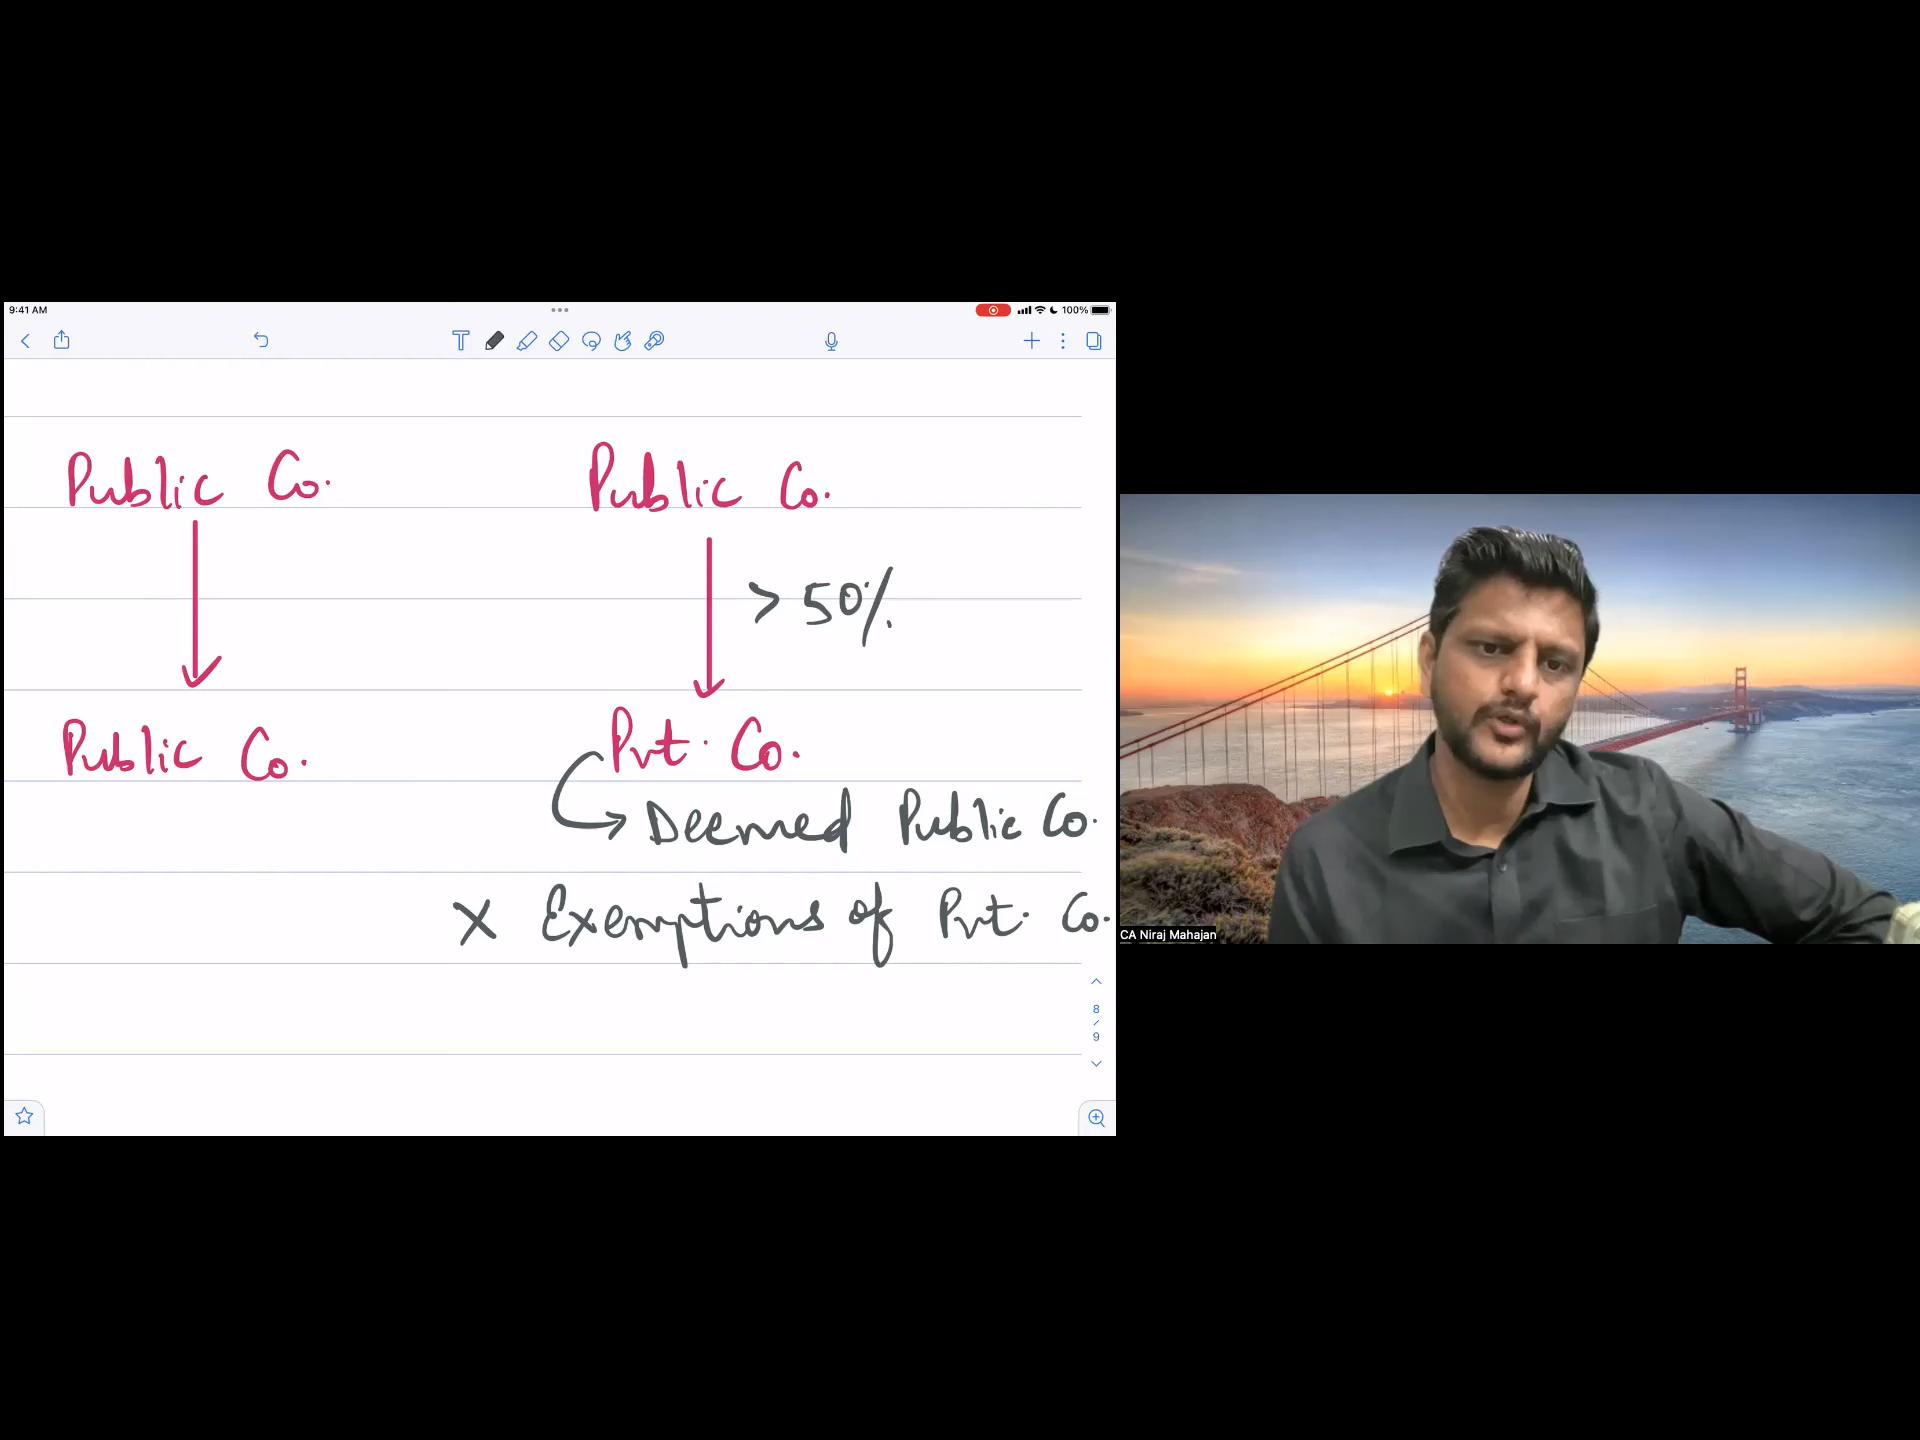 9:41 AM
100%
Public Co. Public Co.
> 50%
Public Co. Pvt. Co.
Deemed Public Co.
X Exemptions of Pvt. Co.
CA Niraj Mahajan
8
/
9